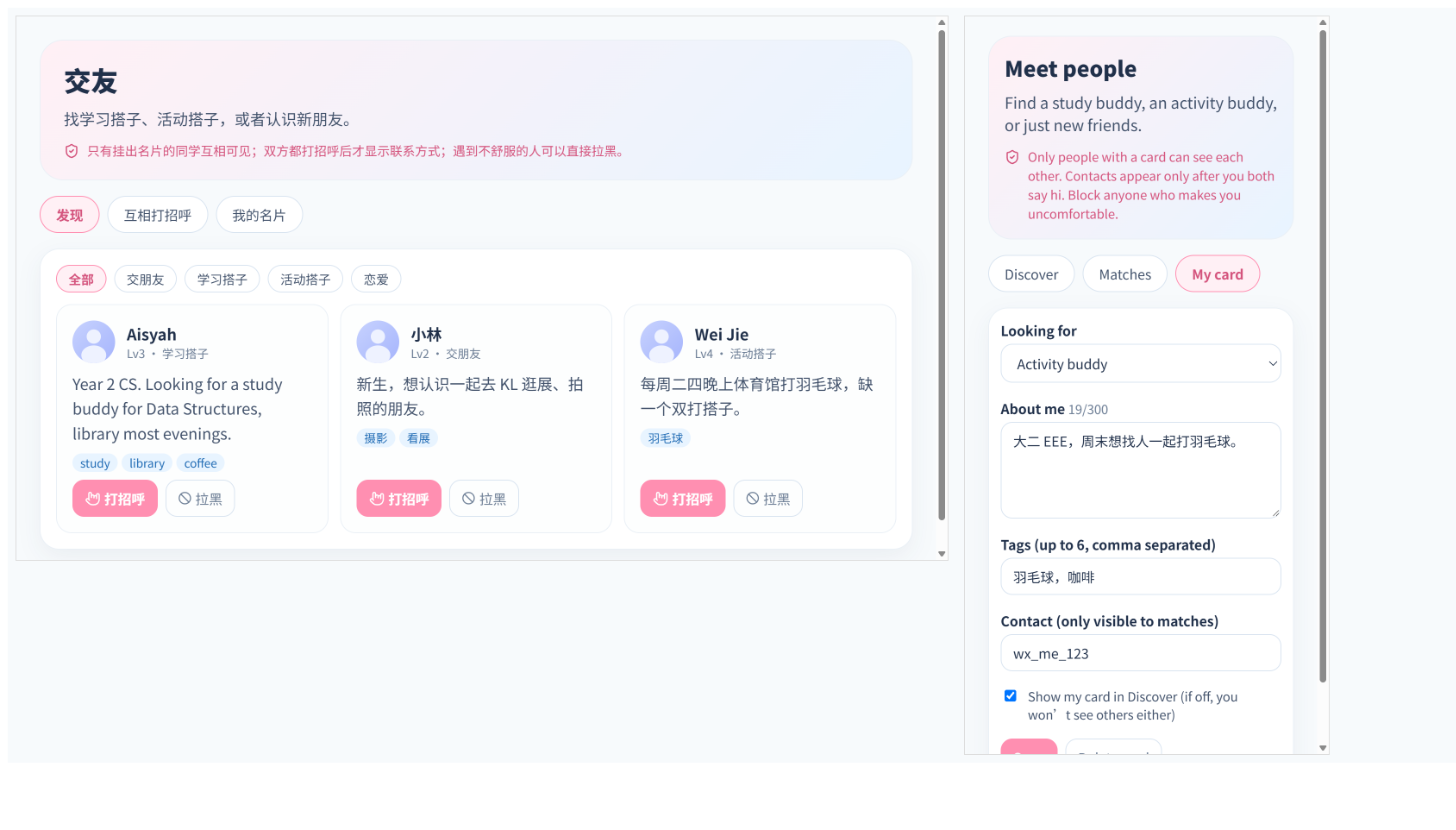 交友
找学习搭子、活动搭子，或者认识新朋友。
只有挂出名片的同学互相可见；双方都打招呼后才显示联系方式；遇到不舒服的人可以直接拉黑。
发现 互相打招呼 我的名片
全部 交朋友 学习搭子 活动搭子 恋爱
Aisyah
Lv3 · 学习搭子
Year 2 CS. Looking for a study
buddy for Data Structures,
library most evenings.
study library coffee
打招呼 拉黑
小林
Lv2 · 交朋友
新生，想认识一起去 KL 逛展、拍
照的朋友。
摄影 看展
打招呼 拉黑
Wei Jie
Lv4 · 活动搭子
每周二四晚上体育馆打羽毛球，缺
一个双打搭子。
羽毛球
打招呼 拉黑
Meet people
Find a study buddy, an activity buddy,
or just new friends.
Only people with a card can see each
other. Contacts appear only after you both
say hi. Block anyone who makes you
uncomfortable.
Discover Matches My card
Looking for
Activity buddy
About me 19/300
大二 EEE，周末想找人一起打羽毛球。
Tags (up to 6, comma separated)
羽毛球，咖啡
Contact (only visible to matches)
wx_me_123
Show my card in Discover (if off, you
won’t see others either)